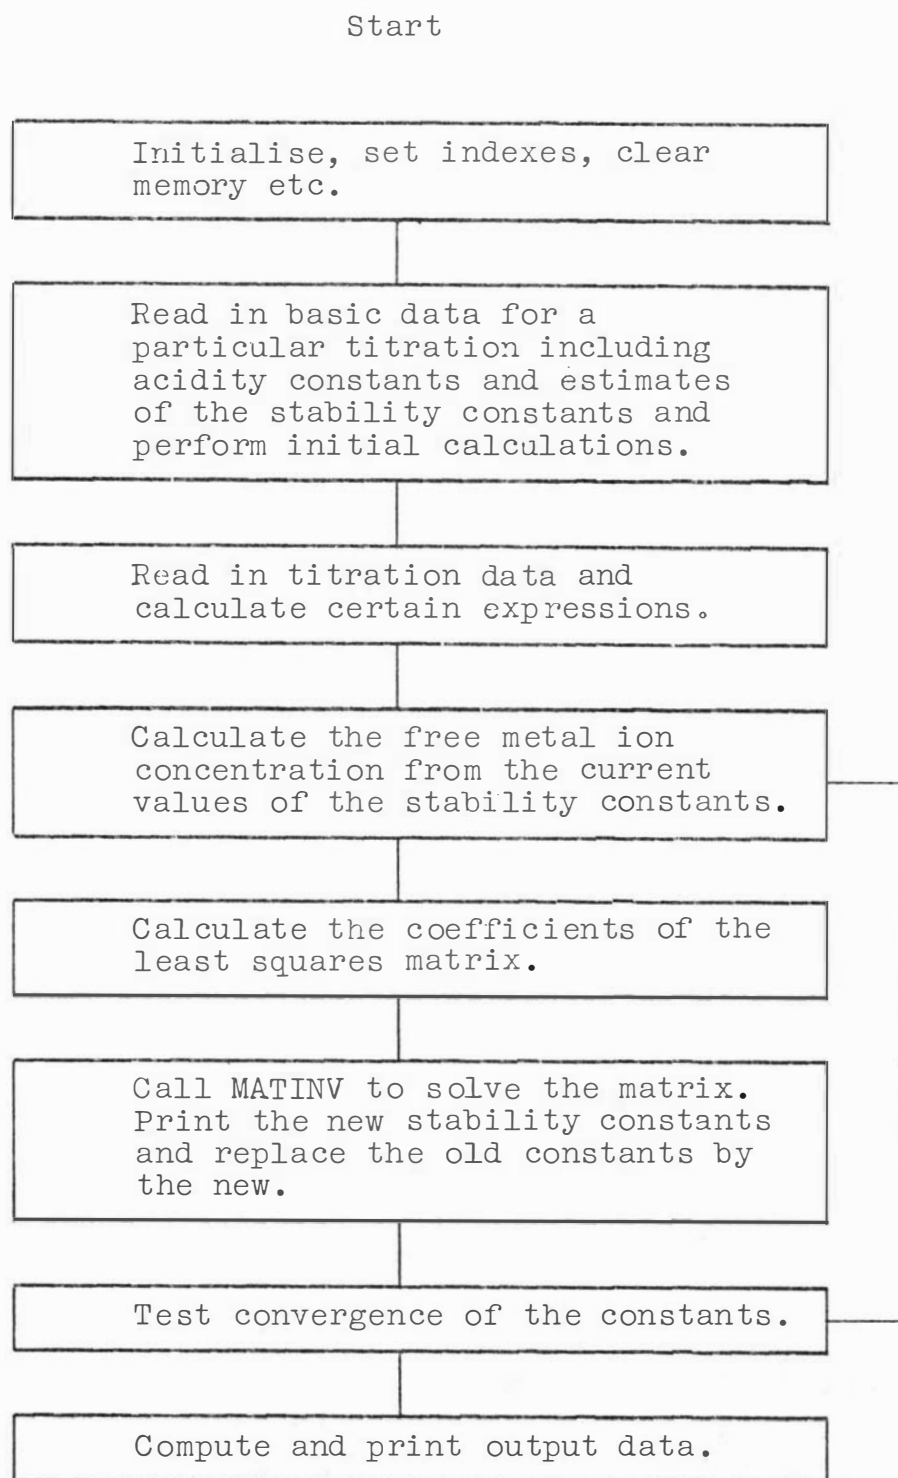 Start
Initialise, set indexes, clear
memory etc.
Read in basic data for a
particular titration including
acidity constants and estimates
of the stability constants and
perform initial calculations.
Read in titration data and
calculate certain expressions.
Calculate the free metal ion
concentration from the current
values of the stability constants.
Calculate the coefficients of the
least squares matrix.
Call MATINV to solve the matrix.
Print the new stability constants
and replace the old constants by
the new.
Test convergence of the constants.
Compute and print output data.